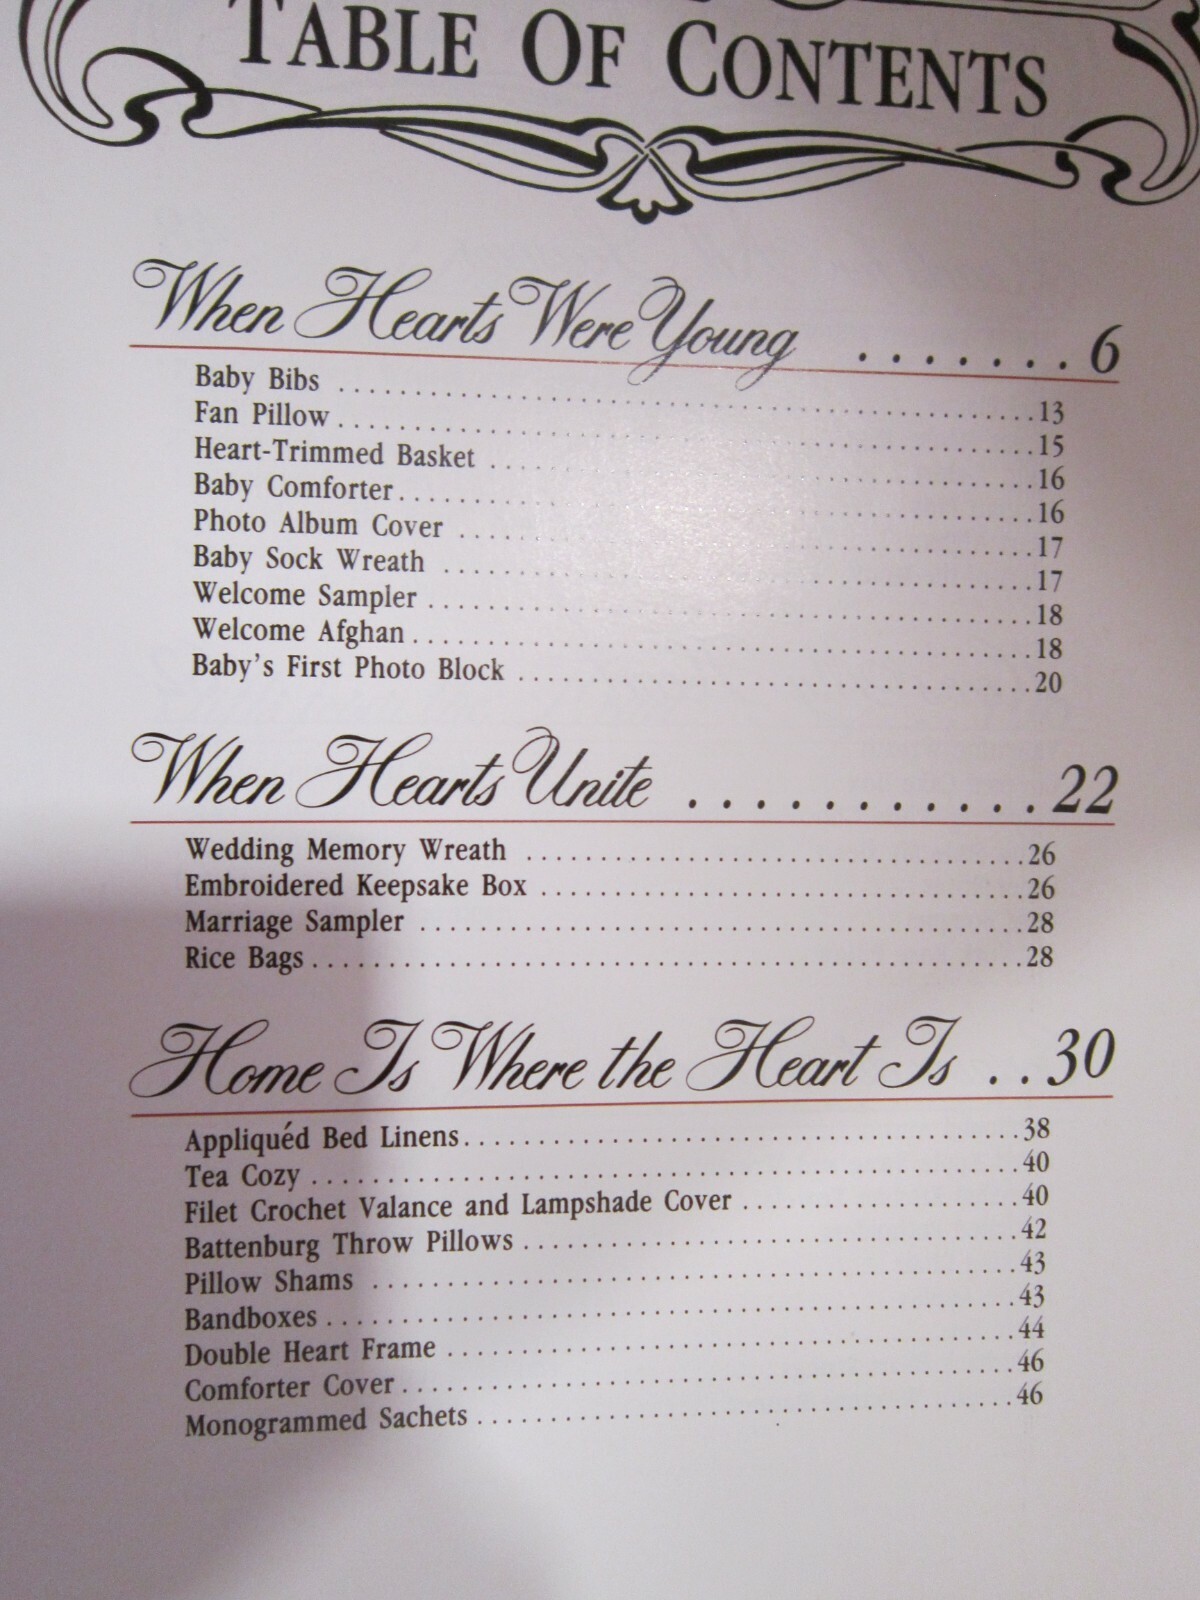 TABLE OF CONTENTS
When Hearts Were Young . . . . . . . 6
Baby Bibs . . . . . . . . . . 13
Fan Pillow . . . . . . . . . . 15
Heart-Trimmed Basket . . . . . . . . . . 16
Baby Comforter . . . . . . . . . . 16
Photo Album Cover . . . . . . . . . . 17
Baby Sock Wreath . . . . . . . . . . 17
Welcome Sampler . . . . . . . . . . 18
Welcome Afghan . . . . . . . . . . 18
Baby's First Photo Block . . . . . . . . . . 20
When Hearts Unite . . . . . . . . . . . 22
Wedding Memory Wreath . . . . . . . . . . 26
Embroidered Keepsake Box . . . . . . . . . . 26
Marriage Sampler . . . . . . . . . . 28
Rice Bags . . . . . . . . . . 28
Home Is Where the Heart Is . . 30
Appliquéd Bed Linens . . . . . . . . . . 38
Tea Cozy . . . . . . . . . . 40
Filet Crochet Valance and Lampshade Cover . . . . . . . . . . 40
Battenburg Throw Pillows . . . . . . . . . . 42
Pillow Shams . . . . . . . . . . 43
Bandboxes . . . . . . . . . . 43
Double Heart Frame . . . . . . . . . . 44
Comforter Cover . . . . . . . . . . 46
Monogrammed Sachets . . . . . . . . . . 46